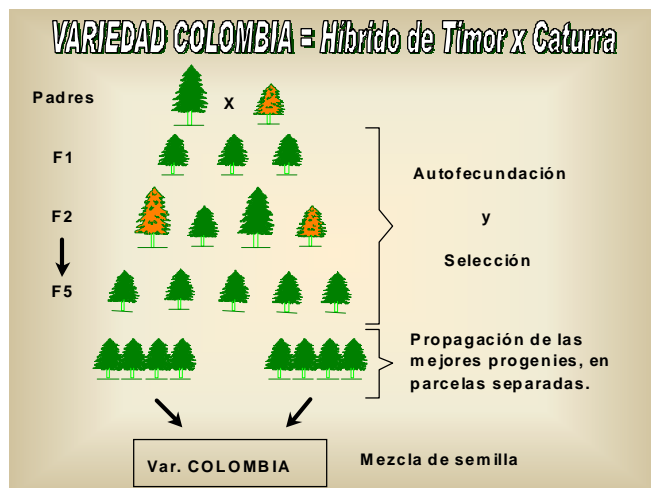 VARIEDAD COLOMBIA = Híbrido de Timor x Caturra
Padres
X
F1
Autofecundación
F2
y
Selección
F5
Propagación de las
mejores progenies, en
parcelas separadas.
Var. COLOMBIA
Mezcla de semilla